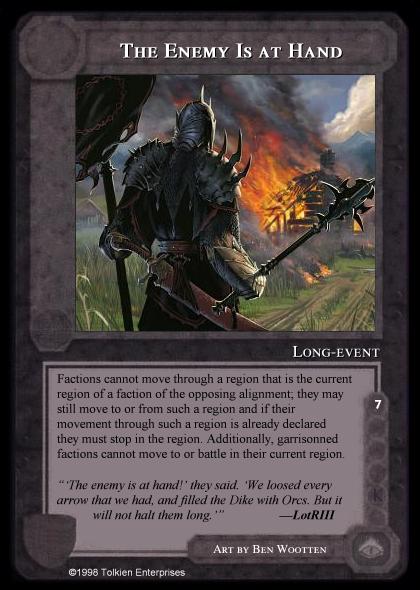 THE ENEMY IS AT HAND
LONG-EVENT
Factions cannot move through a region that is the current
region of a faction of the opposing alignment; they may
still move to or from such a region and if their
movement through such a region is already declared
they must stop in the region. Additionally, garrisonned
factions cannot move to or battle in their current region.
7
“‘The enemy is at hand!’ they said. ‘We loosed every
arrow that we had, and filled the Dike with Orcs. But it
will not halt them long.’” —LotRIII
K
ART BY BEN WOOTTEN
©1998 Tolkien Enterprises